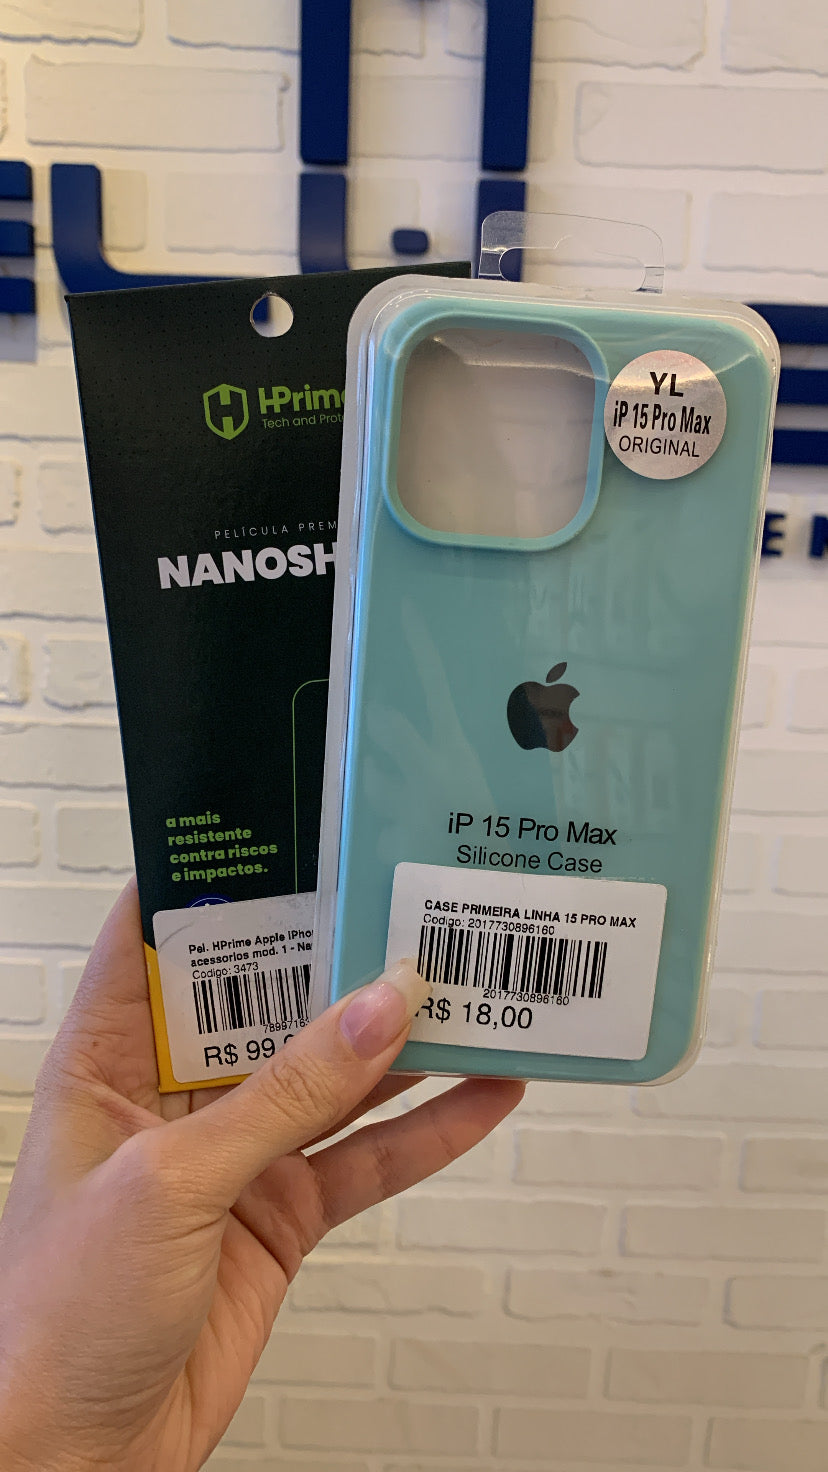 HPrime
Tech and Prote
PELÍCULA PREM
NANOSH
a mais
resistente
contra riscos
e impactos.
Pel. HPrime Apple iPhon
acessorios mod. 1 - Na
Codigo: 3473
R$ 99
YL
iP 15 Pro Max
ORIGINAL
iP 15 Pro Max
Silicone Case
CASE PRIMEIRA LINHA 15 PRO MAX
Codigo: 2017730896160
2017730896160
R$ 18,00